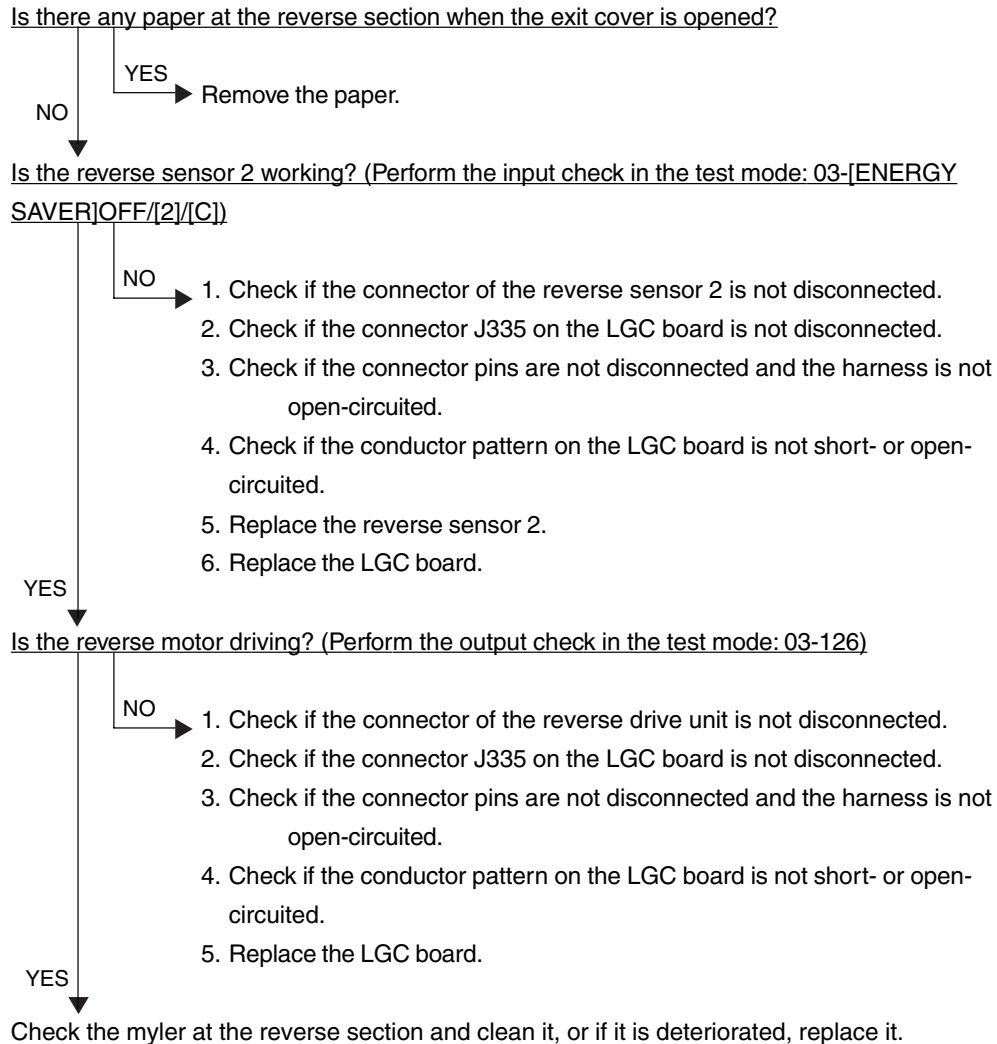 Is there any paper at the reverse section when the exit cover is opened?
YES
Remove the paper.
NO
Is the reverse sensor 2 working? (Perform the input check in the test mode: 03-[ENERGY
SAVER]OFF/[2]/[C])
NO
1. Check if the connector of the reverse sensor 2 is not disconnected.
2. Check if the connector J335 on the LGC board is not disconnected.
3. Check if the connector pins are not disconnected and the harness is not
open-circuited.
4. Check if the conductor pattern on the LGC board is not short- or open-
circuited.
5. Replace the reverse sensor 2.
6. Replace the LGC board.
YES
Is the reverse motor driving? (Perform the output check in the test mode: 03-126)
NO
1. Check if the connector of the reverse drive unit is not disconnected.
2. Check if the connector J335 on the LGC board is not disconnected.
3. Check if the connector pins are not disconnected and the harness is not
open-circuited.
4. Check if the conductor pattern on the LGC board is not short- or open-
circuited.
5. Replace the LGC board.
YES
Check the myler at the reverse section and clean it, or if it is deteriorated, replace it.